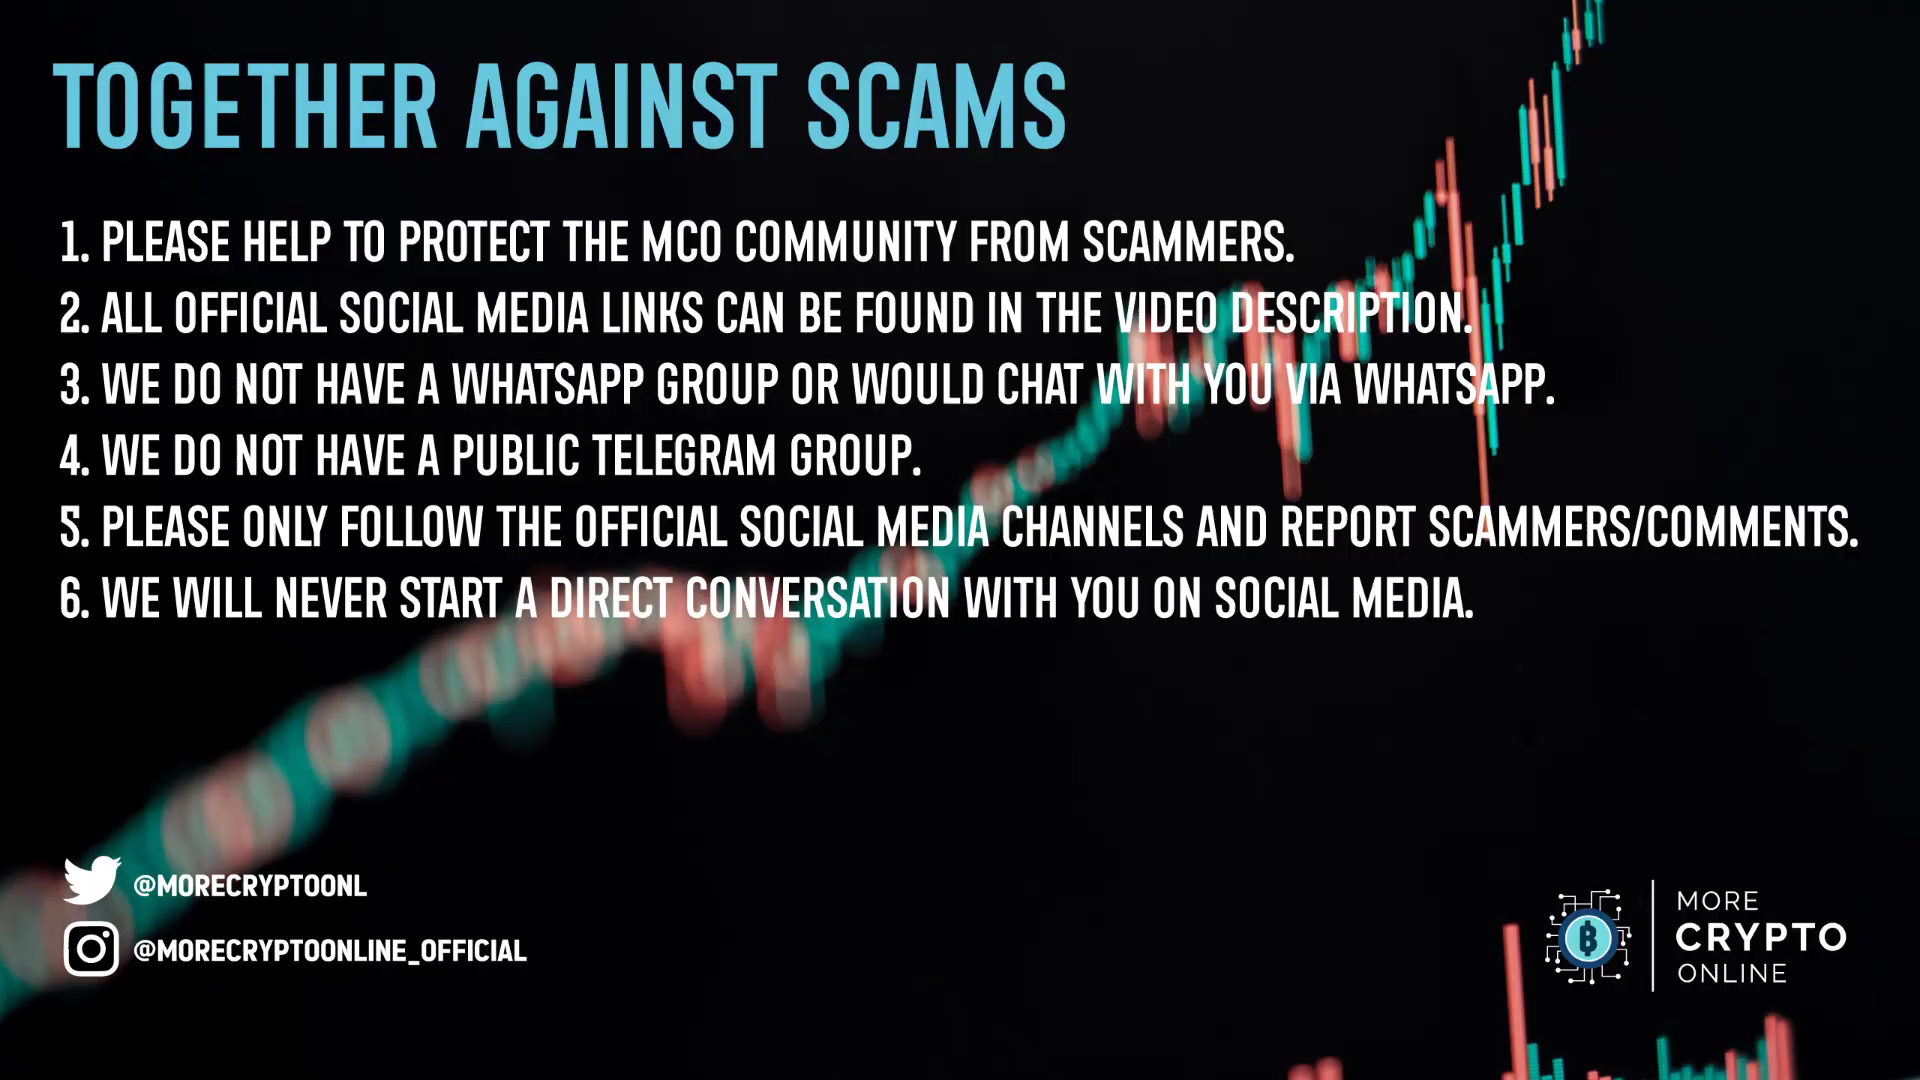 TOGETHER AGAINST SCAMS
1. PLEASE HELP TO PROTECT THE MCO COMMUNITY FROM SCAMMERS.
2. ALL OFFICIAL SOCIAL MEDIA LINKS CAN BE FOUND IN THE VIDEO DESCRIPTION.
3. WE DO NOT HAVE A WHATSAPP GROUP OR WOULD CHAT WITH YOU VIA WHATSAPP.
4. WE DO NOT HAVE A PUBLIC TELEGRAM GROUP.
5. PLEASE ONLY FOLLOW THE OFFICIAL SOCIAL MEDIA CHANNELS AND REPORT SCAMMERS/COMMENTS.
6. WE WILL NEVER START A DIRECT CONVERSATION WITH YOU ON SOCIAL MEDIA.
@MORECRYPTOONL
@MORECRYPTOONLINE_OFFICIAL
MORE
CRYPTO
ONLINE